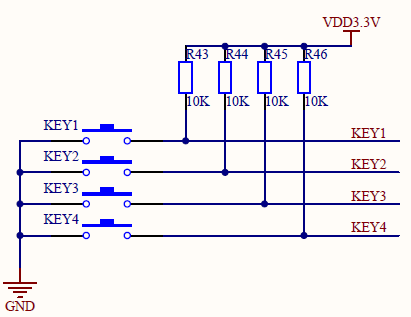 VDD3.3V
R43 R44 R45 R46
10K 10K 10K 10K
KEY1 KEY1
KEY2 KEY2
KEY3 KEY3
KEY4 KEY4
GND